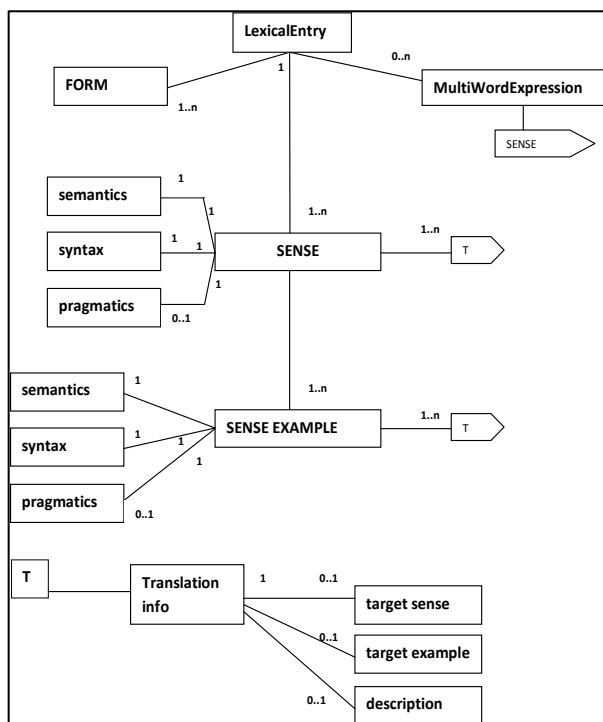 LexicalEntry
1
0..n
FORM
1..n
MultiWordExpression
SENSE
semantics
1
1
syntax
1
1
pragmatics
1
0..1
1..n
SENSE
1..n
T
semantics
1
syntax
1
1
1
pragmatics
0..1
1..n
SENSE EXAMPLE
1..n
T
T
Translation
info
1
0..1
target sense
0..1
target example
0..1
description